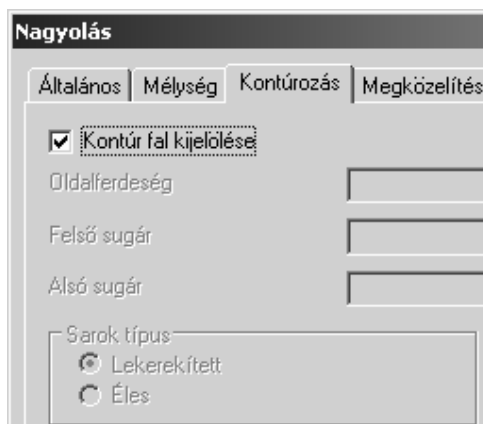 Nagyolás
Általános Mélység Kontúrozás Megközelítés
Kontúr fal kijelölése
Oldalferdeség
Felső sugár
Alsó sugár
Sarok típus
Lekerekített
Éles